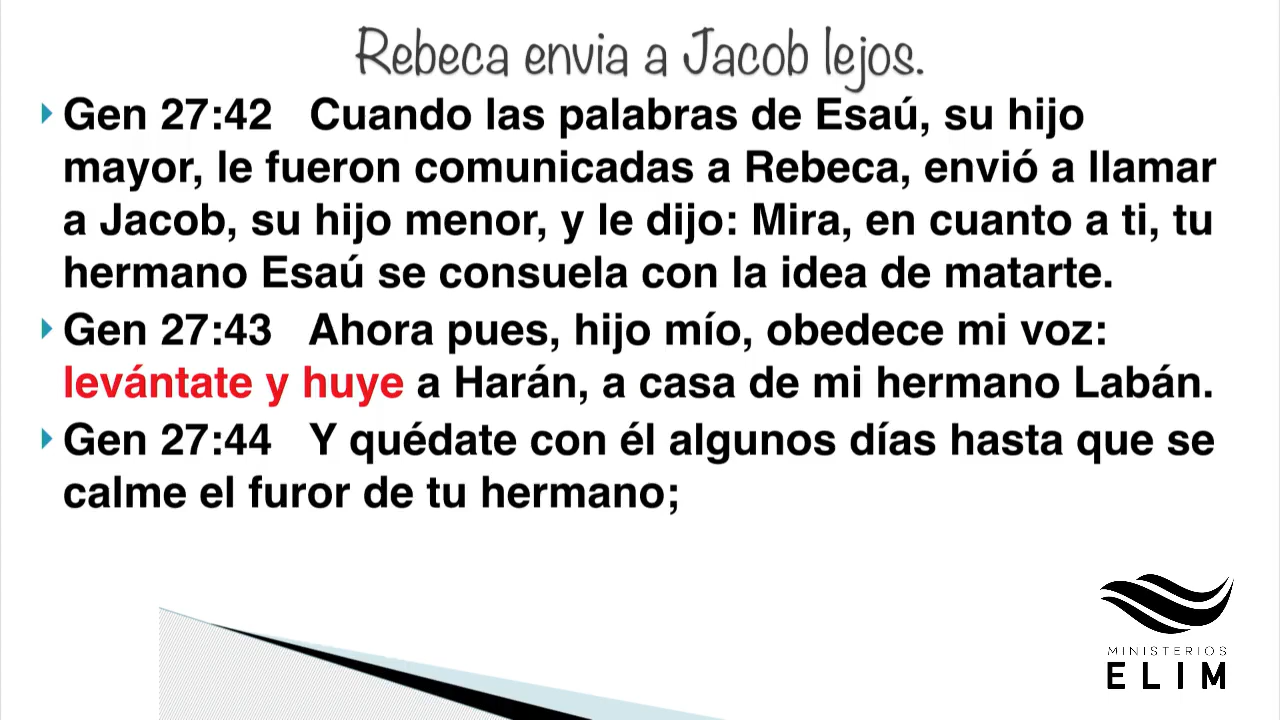 Rebeca envia a Jacob lejos.
Gen 27:42 Cuando las palabras de Esaú, su hijo
mayor, le fueron comunicadas a Rebeca, envió a llamar
a Jacob, su hijo menor, y le dijo: Mira, en cuanto a ti, tu
hermano Esaú se consuela con la idea de matarte.
Gen 27:43 Ahora pues, hijo mío, obedece mi voz:
levántate y huye a Harán, a casa de mi hermano Labán.
Gen 27:44 Y quédate con él algunos días hasta que se
calme el furor de tu hermano;
MINISTERIOS
ELIM